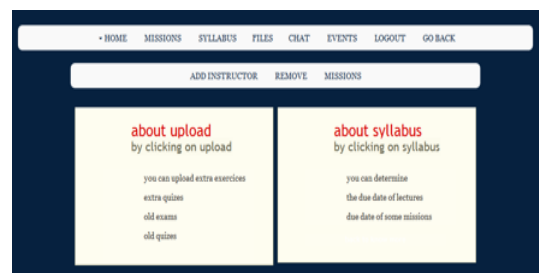 • HOME MISSIONS SYLLABUS FILES CHAT EVENTS LOGOUT GO BACK
ADD INSTRUCTOR REMOVE MISSIONS
about upload
by clicking on upload
you can upload extra exercices
extra quizes
old exams
old quizes
about syllabus
by clicking on syllabus
you can determine
the due date of lectures
due date of some missions